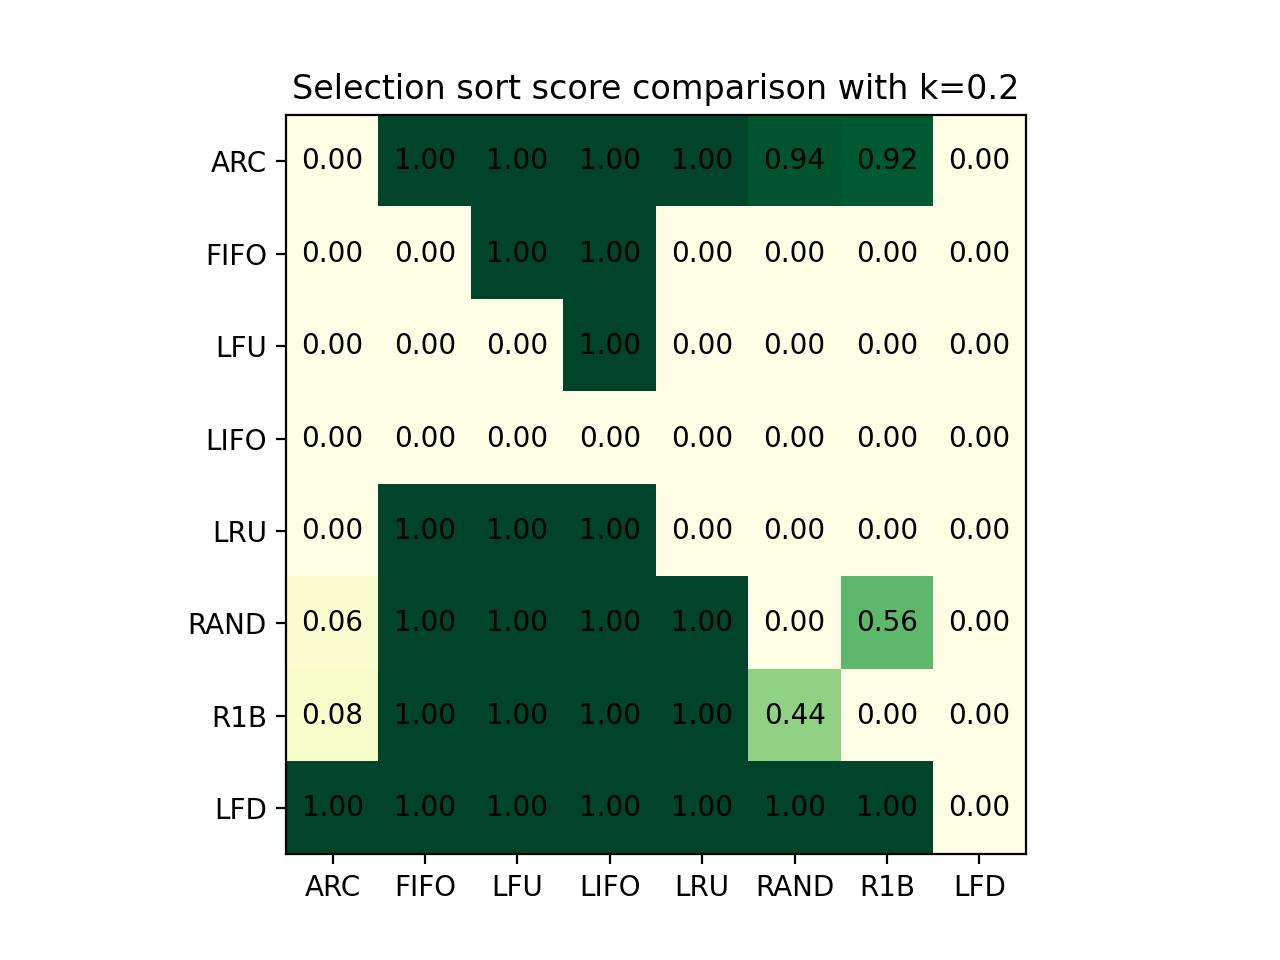 Selection sort score comparison with k=0.2
ARC 0.00 1.00 1.00 1.00 1.00 0.94 0.92 0.00
FIFO 0.00 0.00 1.00 1.00 0.00 0.00 0.00 0.00
LFU 0.00 0.00 0.00 1.00 0.00 0.00 0.00 0.00
LIFO 0.00 0.00 0.00 0.00 0.00 0.00 0.00 0.00
LRU 0.00 1.00 1.00 1.00 0.00 0.00 0.00 0.00
RAND 0.06 1.00 1.00 1.00 1.00 0.00 0.56 0.00
R1B 0.08 1.00 1.00 1.00 1.00 0.44 0.00 0.00
LFD 1.00 1.00 1.00 1.00 1.00 1.00 1.00 0.00
ARC FIFO LFU LIFO LRU RAND R1B LFD